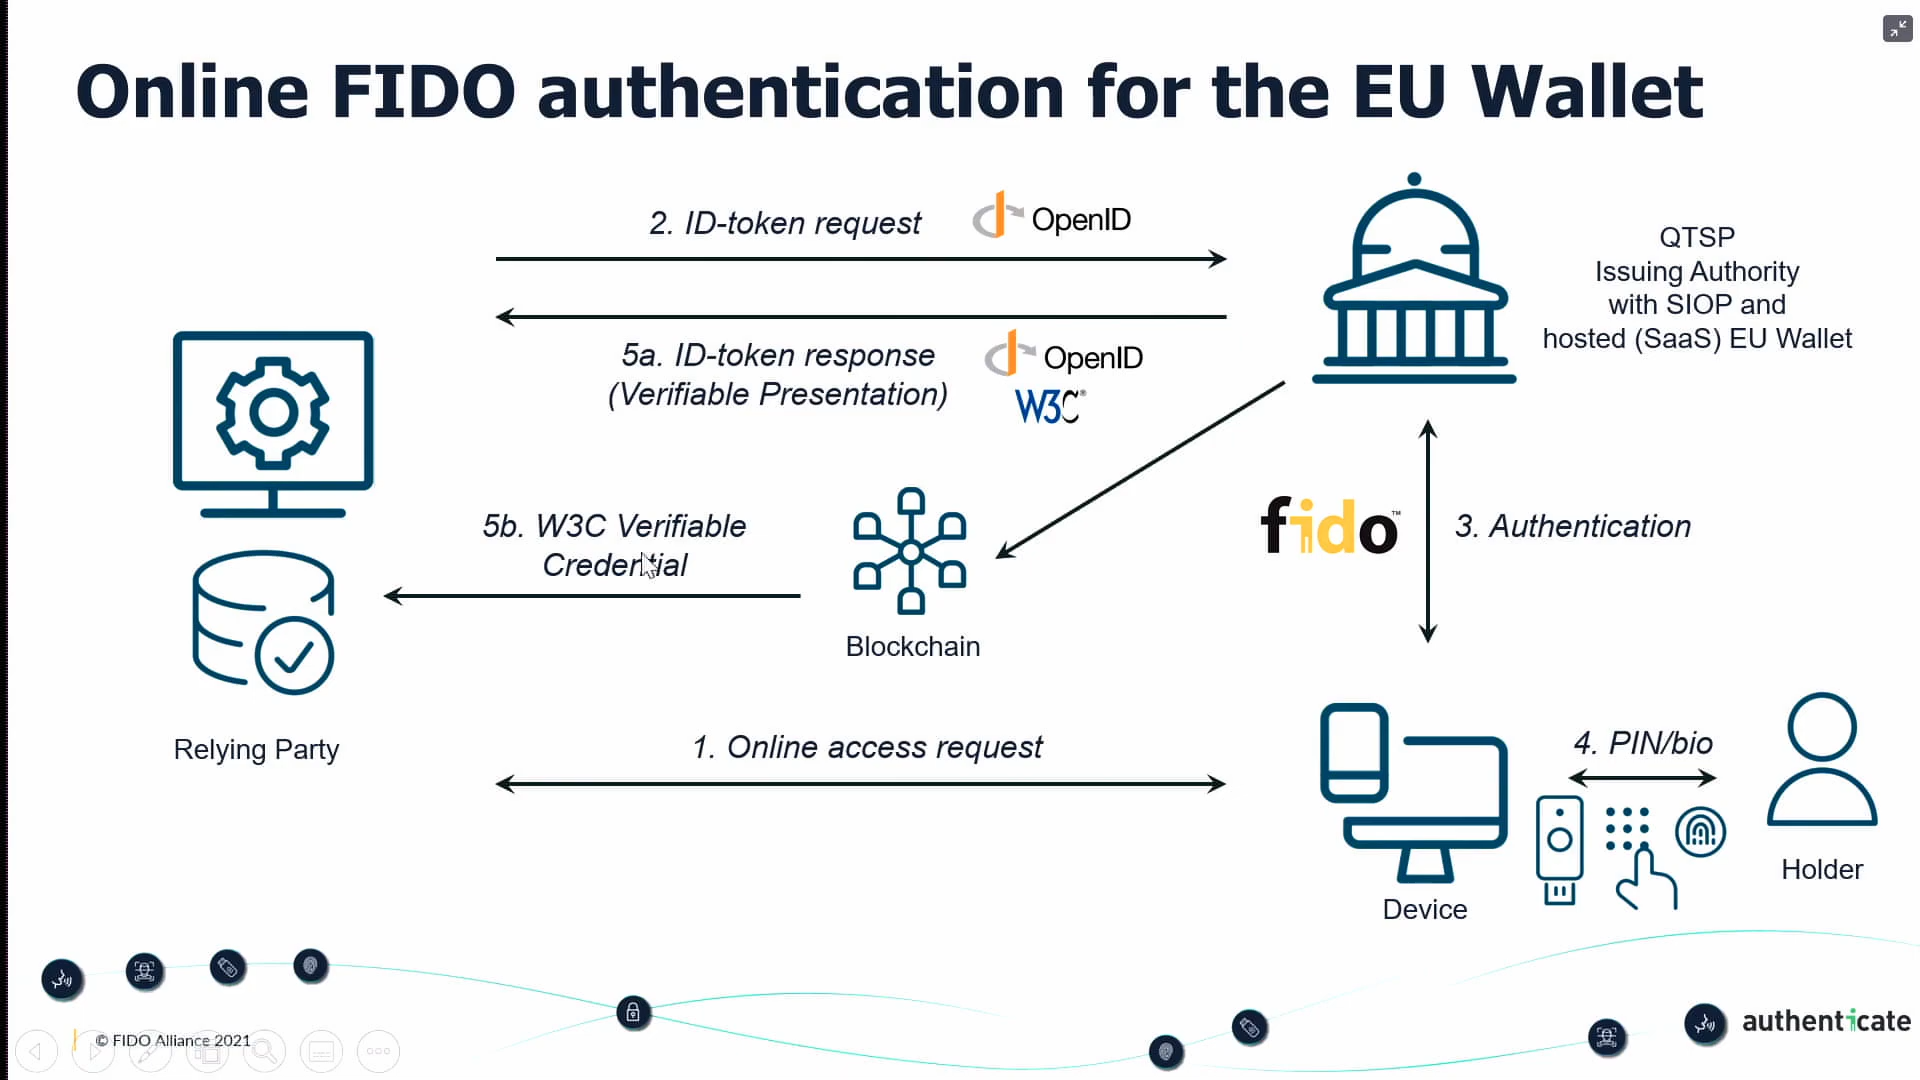 Online FIDO authentication for the EU Wallet
2. ID-token request
OpenID
QTSP
Issuing Authority
with SIOP and
hosted (SaaS) EU Wallet
5a. ID-token response
(Verifiable Presentation)
OpenID
W3C®
5b. W3C Verifiable
Credential
fido™
3. Authentication
Blockchain
Relying Party
1. Online access request
4. PIN/bio
Holder
Device
© FIDO Alliance 2021
authenticate